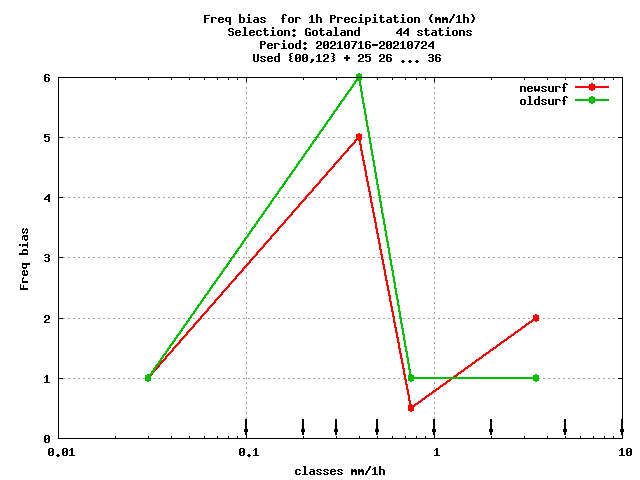 Freq bias  for 1h Precipitation (mm/1h)
Selection: Gotaland     44 stations
Period: 20210716-20210724
Used {00,12} + 25 26 ... 36
newsurf
oldsurf
6
5
4
3
2
1
0
Freq bias
0.01
0.1
1
10
classes mm/1h